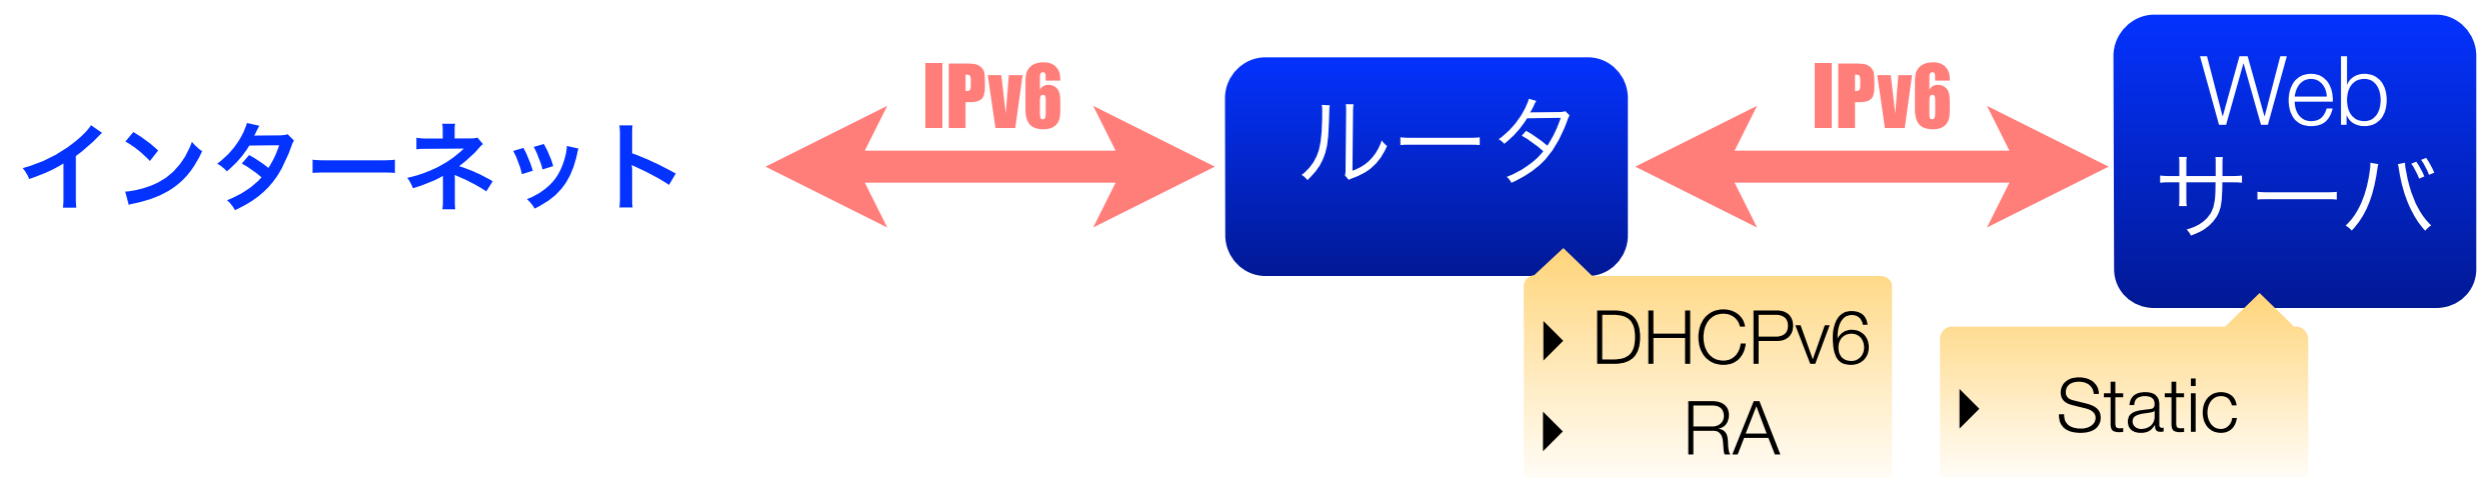 インターネット
IPv6
ルータ
IPv6
Web
サーバ
DHCPv6
RA
Static